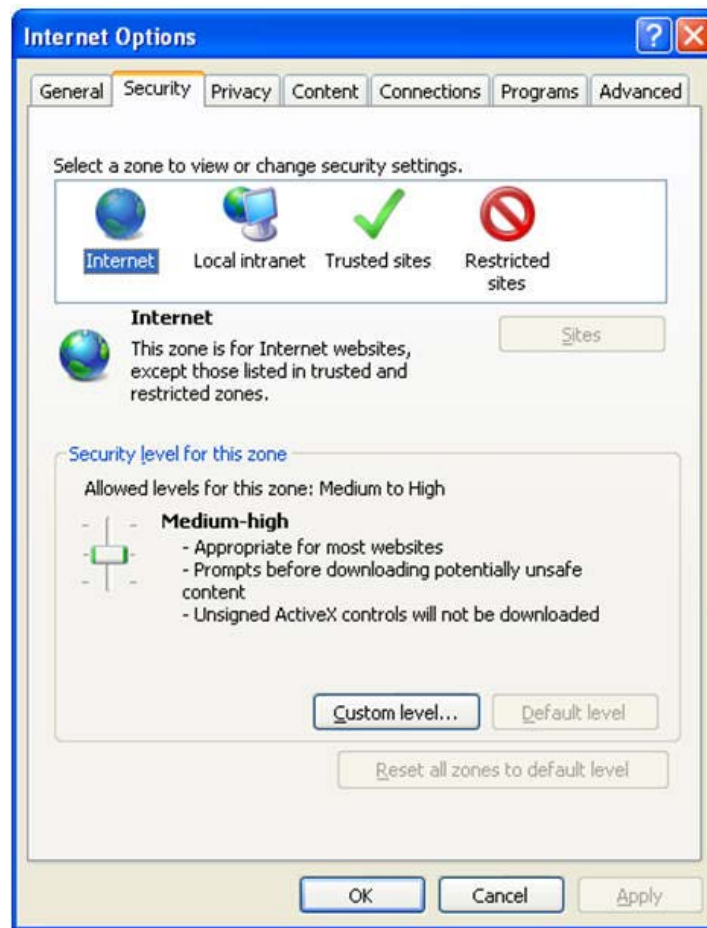 Internet Options
General Security Privacy Content Connections Programs Advanced
Select a zone to view or change security settings.
Internet Local intranet Trusted sites Restricted
sites
Internet
Sites
This zone is for Internet websites,
except those listed in trusted and
restricted zones.
Security level for this zone
Allowed levels for this zone: Medium to High
Medium-high
- Appropriate for most websites
- Prompts before downloading potentially unsafe
content
- Unsigned ActiveX controls will not be downloaded
Custom level... Default level
Reset all zones to default level
OK Cancel Apply